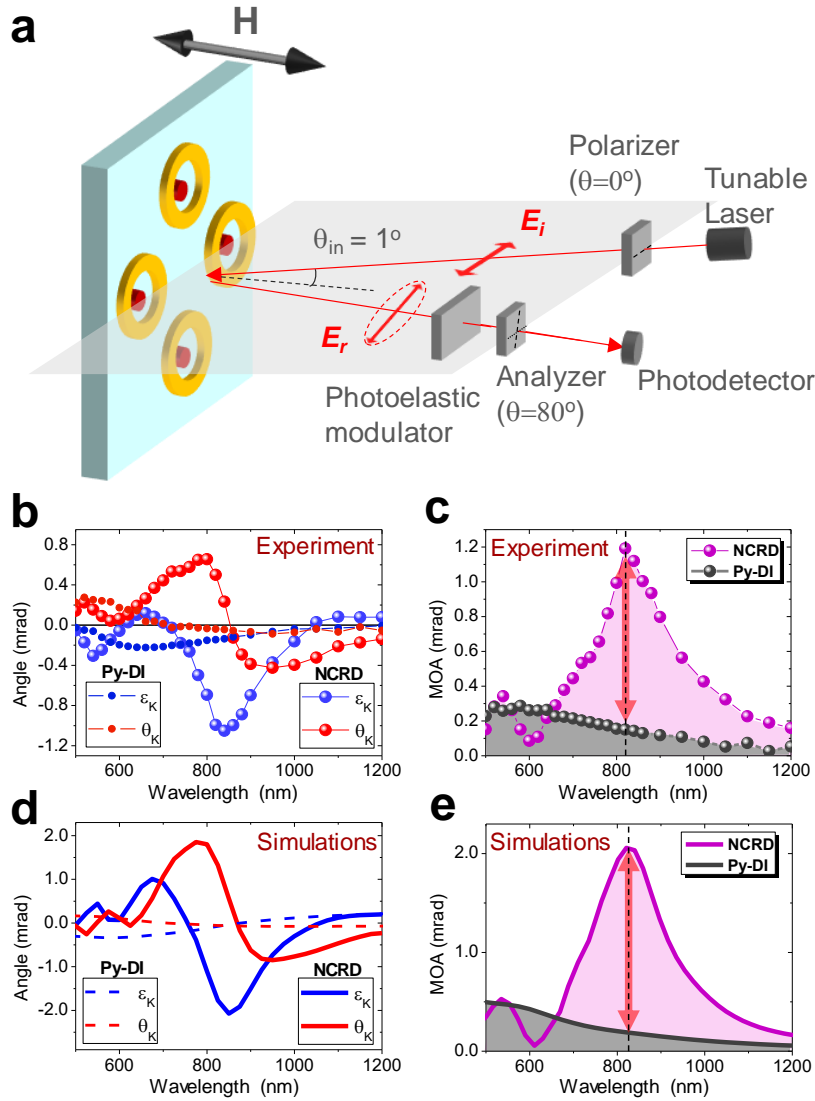 a
H
Polarizer
(θ=0º)
Tunable
Laser
θin = 1º
Ei
Er
Photoelastic
modulator
Analyzer
(θ=80º)
Photodetector
b
Experiment
0.8
0.4
0.0
-0.4
-0.8
-1.2
Angle (mrad)
Py-DI
εK
θK
NCRD
εK
θK
600 800 1000 1200
Wavelength (nm)
c
Experiment
NCRD
Py-DI
1.2
1.0
0.8
0.6
0.4
0.2
0.0
MOA (mrad)
600 800 1000 1200
Wavelength (nm)
d
Simulations
2.0
1.0
0.0
-1.0
-2.0
Angle (mrad)
Py-DI
εK
θK
NCRD
εK
θK
600 800 1000 1200
Wavelength (nm)
e
Simulations
NCRD
Py-DI
2.0
1.0
0.0
MOA (mrad)
600 800 1000 1200
Wavelength (nm)